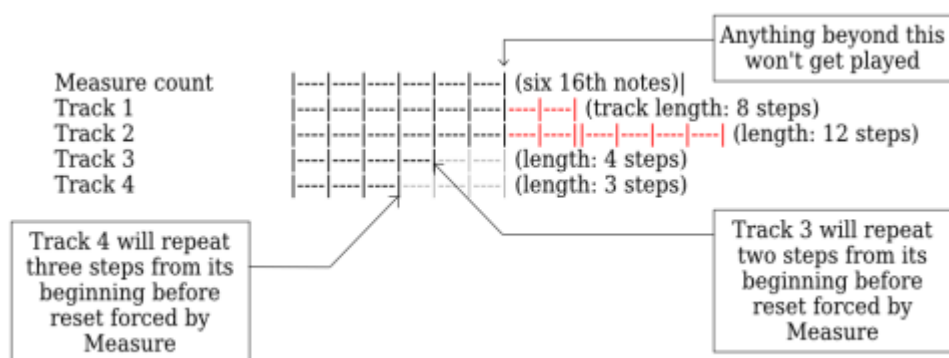 Anything beyond this
won't get played
Measure count |----|----|----|----|----|----| (six 16th notes)|
Track 1 |----|----|----|----|----|----|----|----| (track length: 8 steps)
Track 2 |----|----|----|----|----|----|----|----||----|----|----|----| (length: 12 steps)
Track 3 |----|----|----|----|----|----| (length: 4 steps)
Track 4 |----|----|----|----|----|----| (length: 3 steps)
Track 4 will repeat
three steps from its
beginning before
reset forced by
Measure
Track 3 will repeat
two steps from its
beginning before
reset forced by
Measure